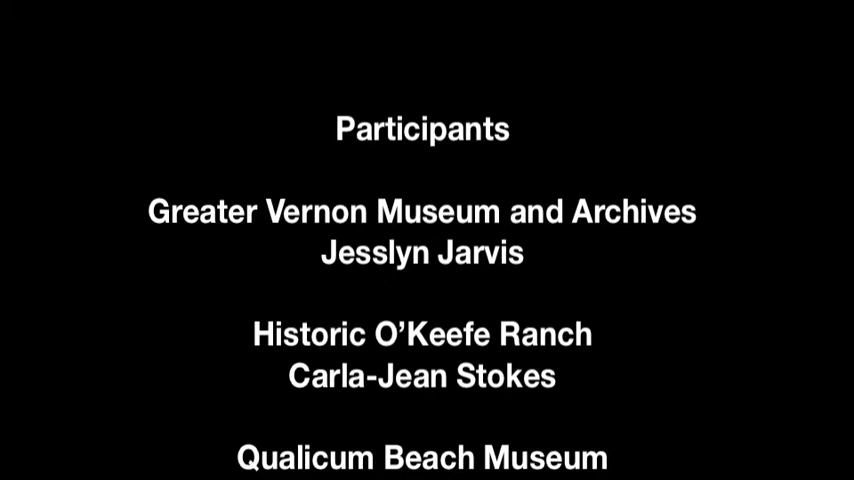 Participants
Greater Vernon Museum and Archives
Jesslyn Jarvis
Historic O’Keefe Ranch
Carla-Jean Stokes
Qualicum Beach Museum